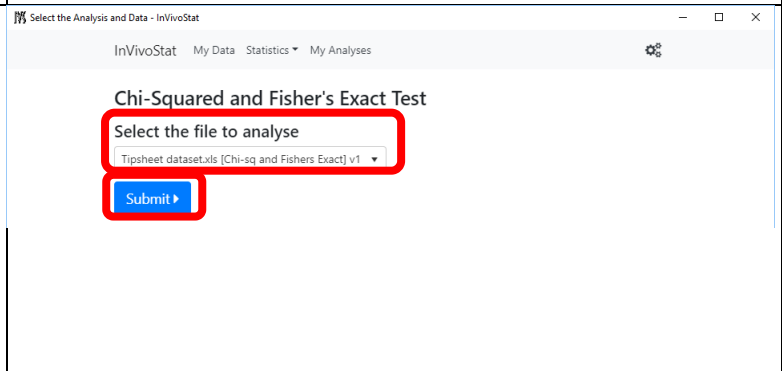 Select the Analysis and Data - InVivoStat
InVivoStat My Data Statistics My Analyses
Chi-Squared and Fisher's Exact Test
Select the file to analyse
Tipsheet dataset.xls [Chi-sq and Fishers Exact] v1
Submit